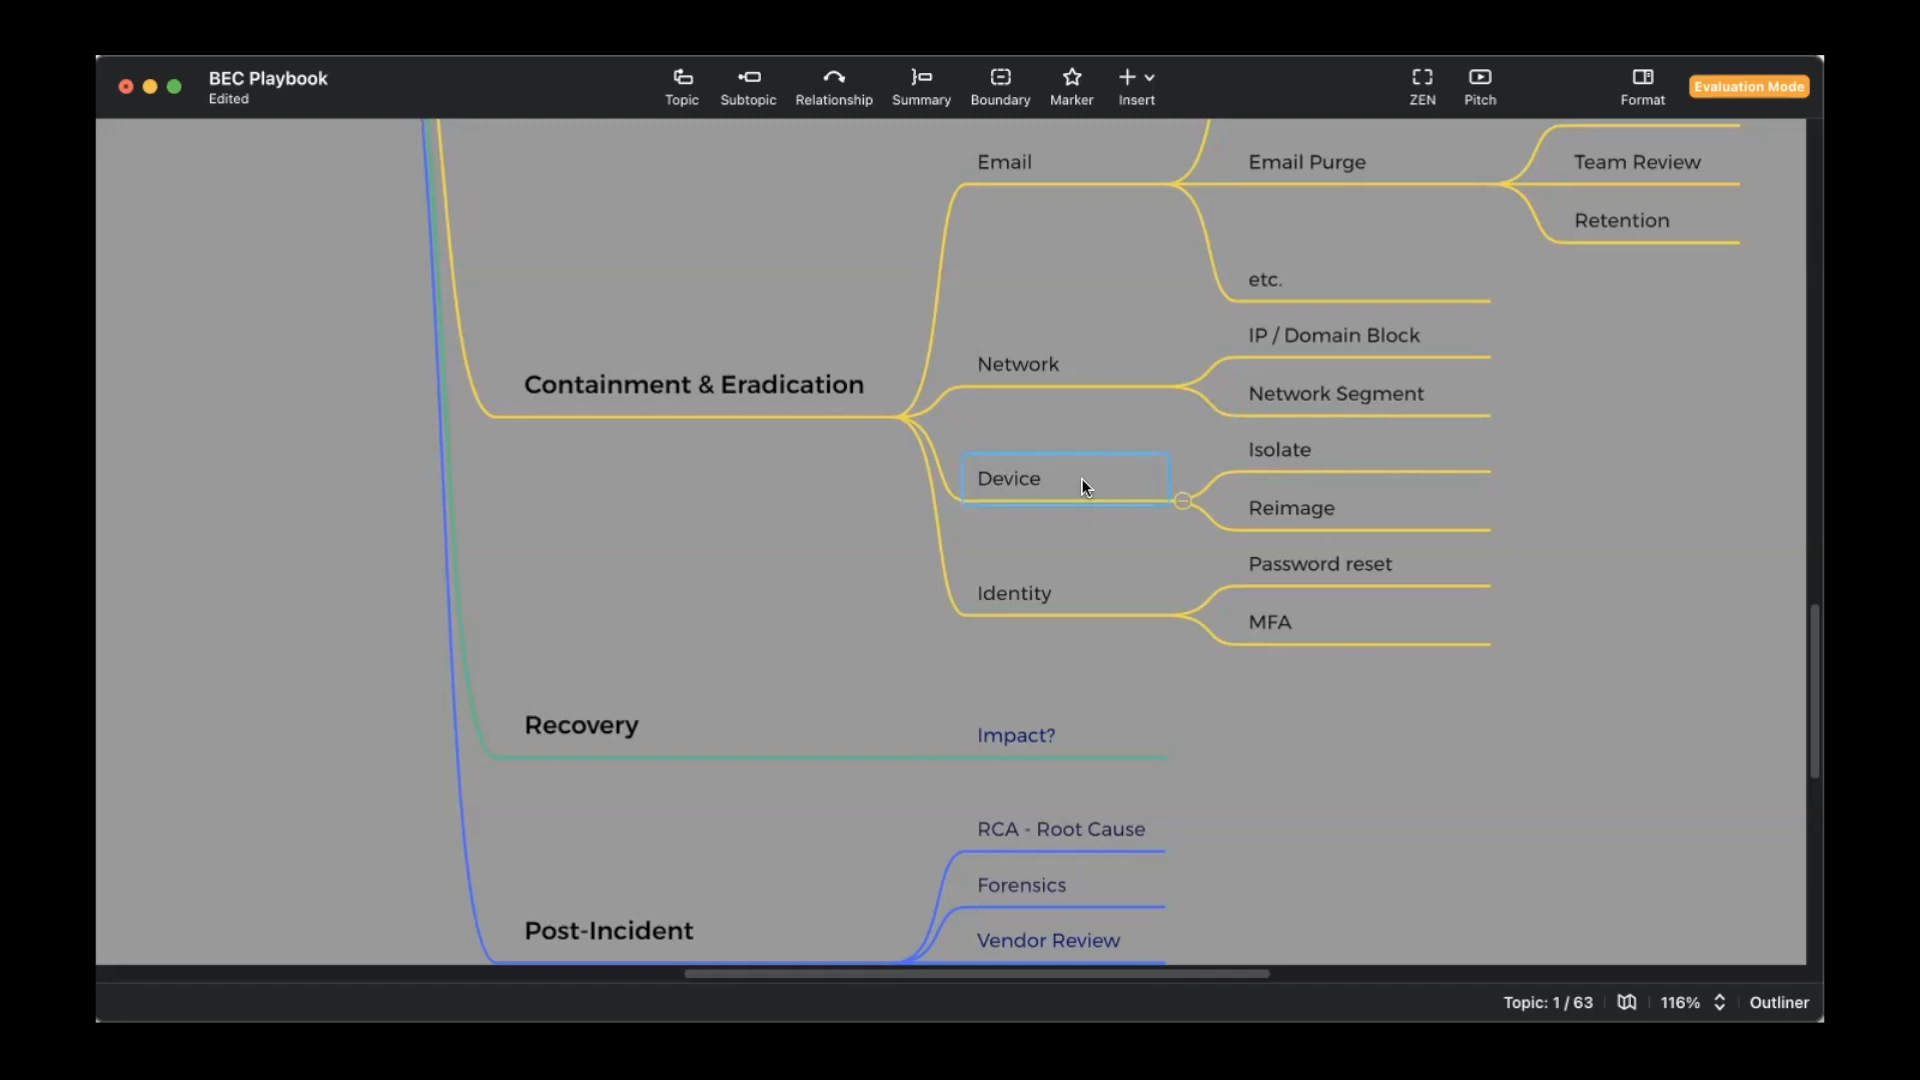 BEC Playbook
Edited
Topic
Subtopic
Relationship
Summary
Boundary
Marker
Insert
ZEN
Pitch
Format
Evaluation Mode
Email
Email Purge
Team Review
Retention
etc.
Containment & Eradication
Network
IP / Domain Block
Network Segment
Device
Isolate
Reimage
Identity
Password reset
MFA
Recovery
Impact?
Post-Incident
RCA - Root Cause
Forensics
Vendor Review
Topic: 1 / 63
116%
Outliner